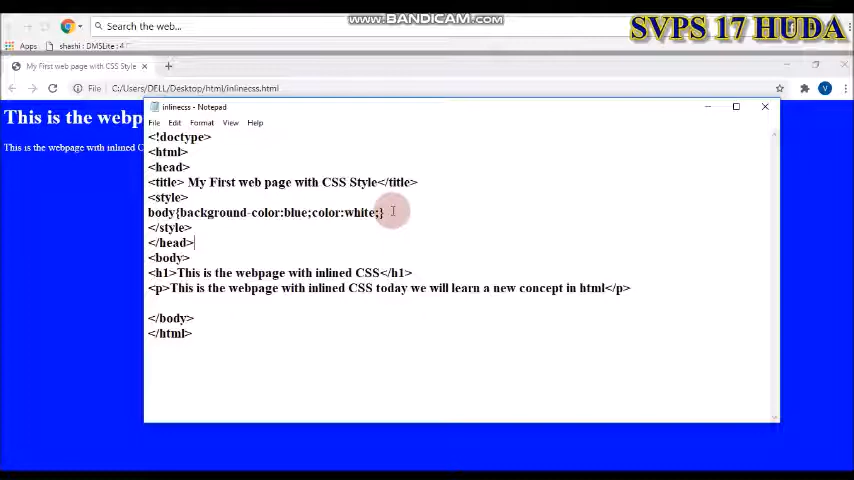 www.BANDICAM.com
SVPS 17 HUDA
Search the web...
Apps shashi : DMSLite : 4
My First web page with CSS Style
File C:/Users/DELL/Desktop/html/inlinecss.html
inlinecss - Notepad
File Edit Format View Help
This is the webp
This is the webpage with inlined C
<!doctype>
<html>
<head>
<title> My First web page with CSS Style</title>
<style>
body{background-color:blue;color:white;}
</style>
</head>
<body>
<h1>This is the webpage with inlined CSS</h1>
<p>This is the webpage with inlined CSS today we will learn a new concept in html</p>
</body>
</html>
V